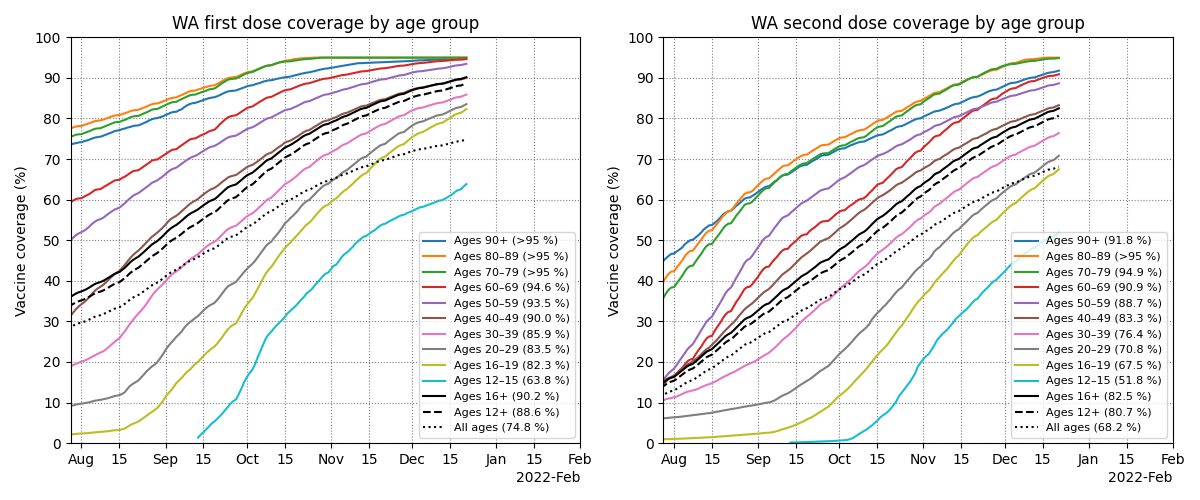 WA first dose coverage by age group
Vaccine coverage (%)
100
90
80
70
60
50
40
30
20
10
0
Aug 15 Sep 15 Oct 15 Nov 15 Dec 15 Jan 15 Feb
2022-Feb
Ages 90+ (>95 %)
Ages 80–89 (>95 %)
Ages 70–79 (>95 %)
Ages 60–69 (94.6 %)
Ages 50–59 (93.5 %)
Ages 40–49 (90.0 %)
Ages 30–39 (85.9 %)
Ages 20–29 (83.5 %)
Ages 16–19 (82.3 %)
Ages 12–15 (63.8 %)
Ages 16+ (90.2 %)
Ages 12+ (88.6 %)
All ages (74.8 %)
WA second dose coverage by age group
Vaccine coverage (%)
100
90
80
70
60
50
40
30
20
10
0
Aug 15 Sep 15 Oct 15 Nov 15 Dec 15 Jan 15 Feb
2022-Feb
Ages 90+ (91.8 %)
Ages 80–89 (>95 %)
Ages 70–79 (94.9 %)
Ages 60–69 (90.9 %)
Ages 50–59 (88.7 %)
Ages 40–49 (83.3 %)
Ages 30–39 (76.4 %)
Ages 20–29 (70.8 %)
Ages 16–19 (67.5 %)
Ages 12–15 (51.8 %)
Ages 16+ (82.5 %)
Ages 12+ (80.7 %)
All ages (68.2 %)